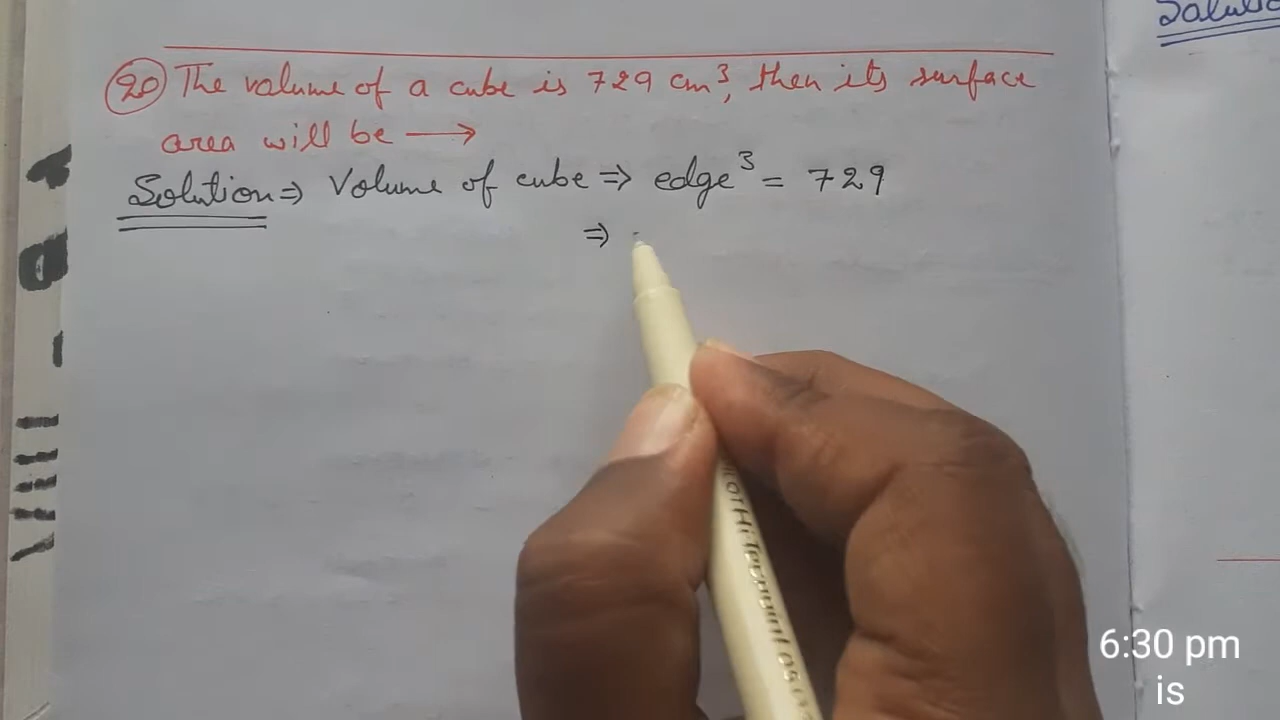 20 The volume of a cube is 729 cm³, then its surface
area will be →
Solution ⇒ Volume of cube ⇒ edge³ = 729
⇒
6:30 pm
is